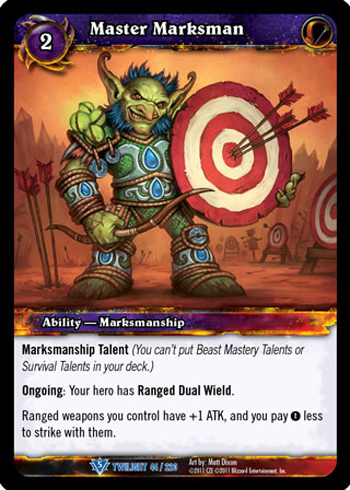 Master Marksman
2
Ability — Marksmanship
Marksmanship Talent (You can't put Beast Mastery Talents or
Survival Talents in your deck.)
Ongoing: Your hero has Ranged Dual Wield.
Ranged weapons you control have +1 ATK, and you pay 1 less
to strike with them.
TWILIGHT 44/220
Art by: Matt Dixon
©2011 CZE ©2011 Blizzard Entertainment, Inc.